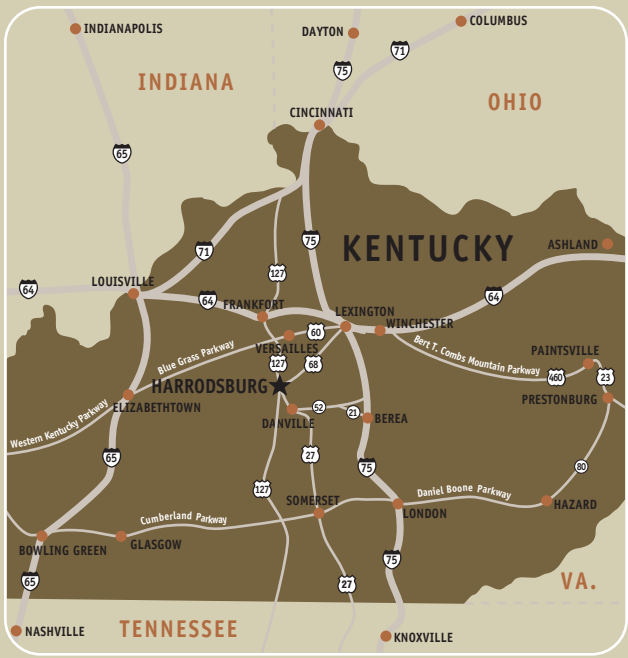 INDIANAPOLIS
DAYTON
COLUMBUS
71
75
INDIANA
OHIO
CINCINNATI
65
KENTUCKY
75
71
ASHLAND
127
LOUISVILLE
64
64
64
FRANKFORT
LEXINGTON
WINCHESTER
60
VERSAILLES
Blue Grass Parkway
Bert T. Combs Mountain Parkway
PAINTSVILLE
127
68
460
23
HARRODSBURG
PRESTONBURG
ELIZABETHTOWN
52
21
DANVILLE
BEREA
Western Kentucky Parkway
65
27
75
80
127
Daniel Boone Parkway
SOMERSET
HAZARD
LONDON
Cumberland Parkway
BOWLING GREEN
GLASGOW
75
65
27
VA.
NASHVILLE
TENNESSEE
KNOXVILLE